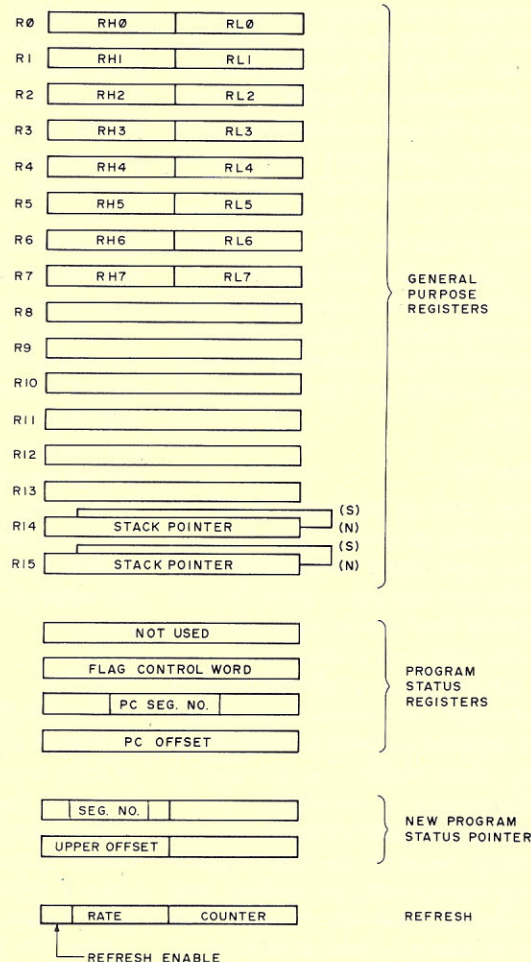 RØ RHØ RLØ
R1 RH1 RL1
R2 RH2 RL2
R3 RH3 RL3
R4 RH4 RL4
R5 RH5 RL5
R6 RH6 RL6
R7 RH7 RL7
GENERAL
PURPOSE
REGISTERS
R8
R9
R10
R11
R12
R13
(S)
R14 STACK POINTER (N)
(S)
R15 STACK POINTER (N)
NOT USED
FLAG CONTROL WORD
PC SEG. NO.
PC OFFSET
PROGRAM
STATUS
REGISTERS
SEG. NO.
UPPER OFFSET
NEW PROGRAM
STATUS POINTER
RATE COUNTER REFRESH
REFRESH ENABLE